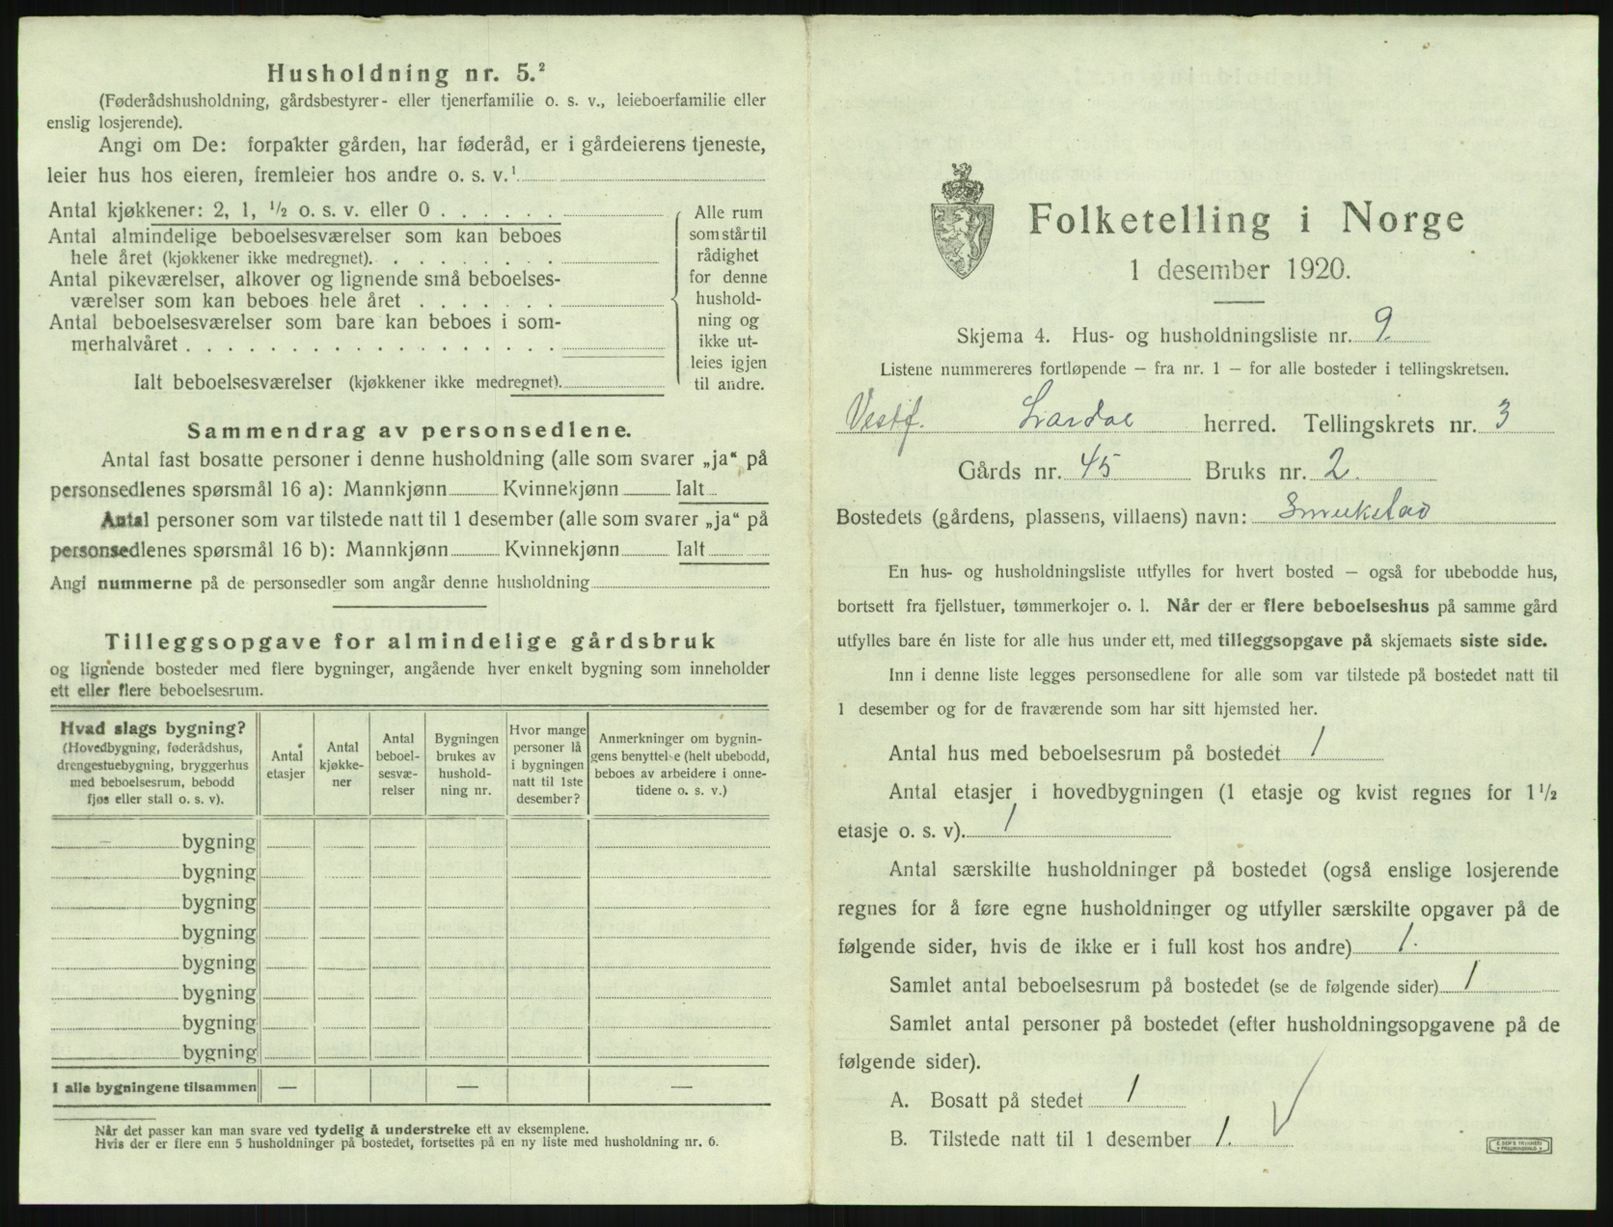 Husholdning nr. 5.²
(Føderådshusholdning, gårdsbestyrer- eller tjenerfamilie o. s. v., leieboerfamilie eller
enslig losjerende).
Angi om De: forpakter gården, har føderåd, er i gårdeierens tjeneste,
leier hus hos eieren, fremleier hos andre o. s. v.¹
Antal kjøkkener: 2, 1, ½ o. s. v. eller 0
Antal almindelige beboelsesværelser som kan beboes
hele året (kjøkkener ikke medregnet).
Antal pikeværelser, alkover og lignende små beboelses-
værelser som kan beboes hele året
Antal beboelsesværelser som bare kan beboes i som-
merhalvåret
Ialt beboelsesværelser (kjøkkener ikke medregnet).
Alle rum
som står til
rådighet
for denne
hushold-
ning og
ikke ut-
leies igjen
til andre.
Sammendrag av personsedlene.
Antal fast bosatte personer i denne husholdning (alle som svarer „ja“ på
personsedlenes spørsmål 16 a): Mannkjønn Kvinnekjønn Ialt
Antal personer som var tilstede natt til 1 desember (alle som svarer „ja“ på
personsedlenes spørsmål 16 b): Mannkjønn Kvinnekjønn Ialt
Angi nummerne på de personsedler som angår denne husholdning
Tilleggsopgave for almindelige gårdsbruk
og lignende bosteder med flere bygninger, angående hver enkelt bygning som inneholder
ett eller flere beboelsesrum.
Hvad slags bygning?
(Hovedbygning, føderådshus,
drengestuebygning, bryggerhus
med beboelsesrum, bebodd
fjøs eller stall o. s. v).
Antal
etasjer
Antal
kjøkke-
ner
Antal
beboel-
sesvæ-
relser
Bygningen
brukes av
hushold-
ning nr.
Hvor mange
personer lå
i bygningen
natt til 1ste
desember?
Anmerkninger om bygnin-
gens benyttelse (helt ubebodd,
beboes av arbeidere i onne-
tidene o. s. v.)
bygning
bygning
bygning
bygning
bygning
bygning
bygning
bygning
I alle bygningene tilsammen — — —
Når det passer kan man svare ved tydelig å understreke ett av eksemplene.
Hvis der er flere enn 5 husholdninger på bostedet, fortsettes på en ny liste med husholdning nr. 6.
Folketelling i Norge
1 desember 1920.
Skjema 4. Hus- og husholdningsliste nr. 9.
Listene nummereres fortløpende — fra nr. 1 — for alle bosteder i tellingskretsen.
Vestf. Lardal herred. Tellingskrets nr. 3
Gårds nr. 45 Bruks nr. 2.
Bostedets (gårdens, plassens, villaens) navn:
En hus- og husholdningsliste utfylles for hvert bosted — også for ubebodde hus,
bortsett fra fjellstuer, tømmerkojer o. l. Når der er flere beboelseshus på samme gård
utfylles bare én liste for alle hus under ett, med tilleggsopgave på skjemaets siste side.
Inn i denne liste legges personsedlene for alle som var tilstede på bostedet natt til
1 desember og for de fraværende som har sitt hjemsted her.
Antal hus med beboelsesrum på bostedet 1
Antal etasjer i hovedbygningen (1 etasje og kvist regnes for 1½
etasje o. s. v). 1
Antal særskilte husholdninger på bostedet (også enslige losjerende
regnes for å føre egne husholdninger og utfyller særskilte opgaver på de
følgende sider, hvis de ikke er i full kost hos andre) 1.
Samlet antal beboelsesrum på bostedet (se de følgende sider) 1
Samlet antal personer på bostedet (efter husholdningsopgavene på de
følgende sider).
A. Bosatt på stedet 1
B. Tilstede natt til 1 desember 1.